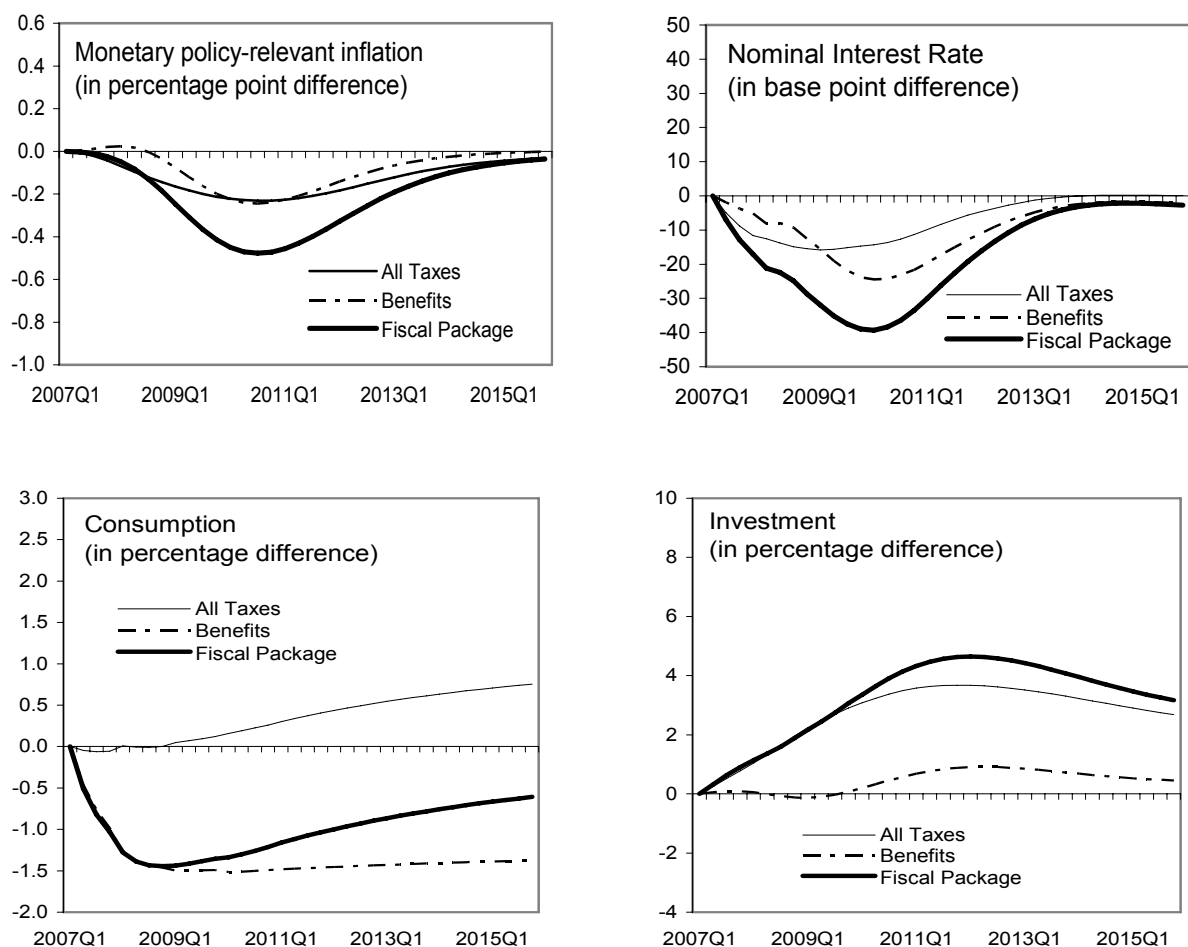 Monetary policy-relevant inflation
(in percentage point difference)
0.6
0.4
0.2
0.0
-0.2
-0.4
-0.6
-0.8
-1.0
All Taxes
Benefits
Fiscal Package
2007Q1 2009Q1 2011Q1 2013Q1 2015Q1
Nominal Interest Rate
(in base point difference)
50
40
30
20
10
0
-10
-20
-30
-40
-50
All Taxes
Benefits
Fiscal Package
2007Q1 2009Q1 2011Q1 2013Q1 2015Q1
Consumption
(in percentage difference)
3.0
2.5
2.0
1.5
1.0
0.5
0.0
-0.5
-1.0
-1.5
-2.0
All Taxes
Benefits
Fiscal Package
2007Q1 2009Q1 2011Q1 2013Q1 2015Q1
Investment
(in percentage difference)
10
8
6
4
2
0
-2
-4
All Taxes
Benefits
Fiscal Package
2007Q1 2009Q1 2011Q1 2013Q1 2015Q1